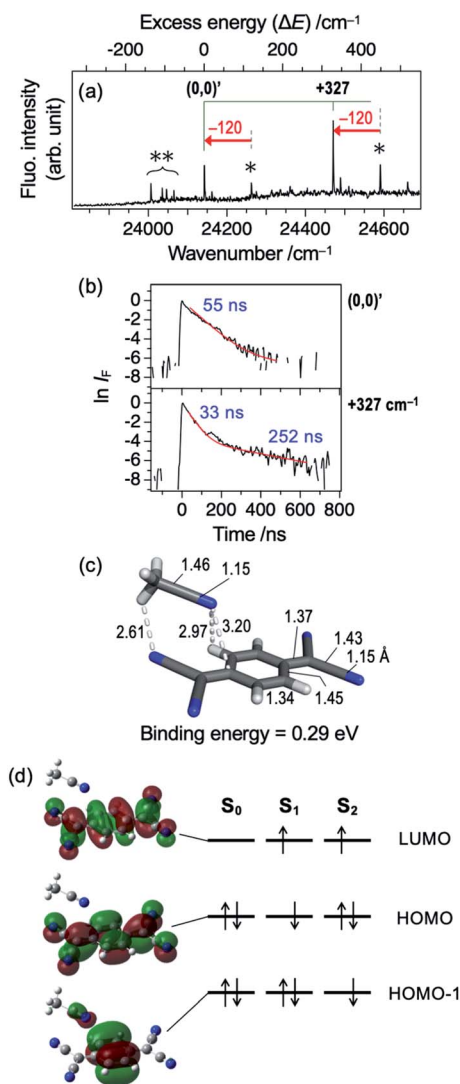 Excess energy (ΔE) /cm⁻¹
-200 0 200 400
(a)
(0,0)'
+327
−120
−120
**
*
*
Fluo. intensity
(arb. unit)
24000 24200 24400 24600
Wavenumber /cm⁻¹
(b)
(0,0)'
55 ns
0
-2
-4
-6
-8
ln I_F
+327 cm⁻¹
33 ns
252 ns
0
-2
-4
-6
-8
0 200 400 600 800
Time /ns
(c)
1.46
1.15
2.61
2.97
3.20
1.37
1.43
1.15 Å
1.34
1.45
Binding energy = 0.29 eV
(d)
S₀ S₁ S₂
LUMO
HOMO
HOMO-1